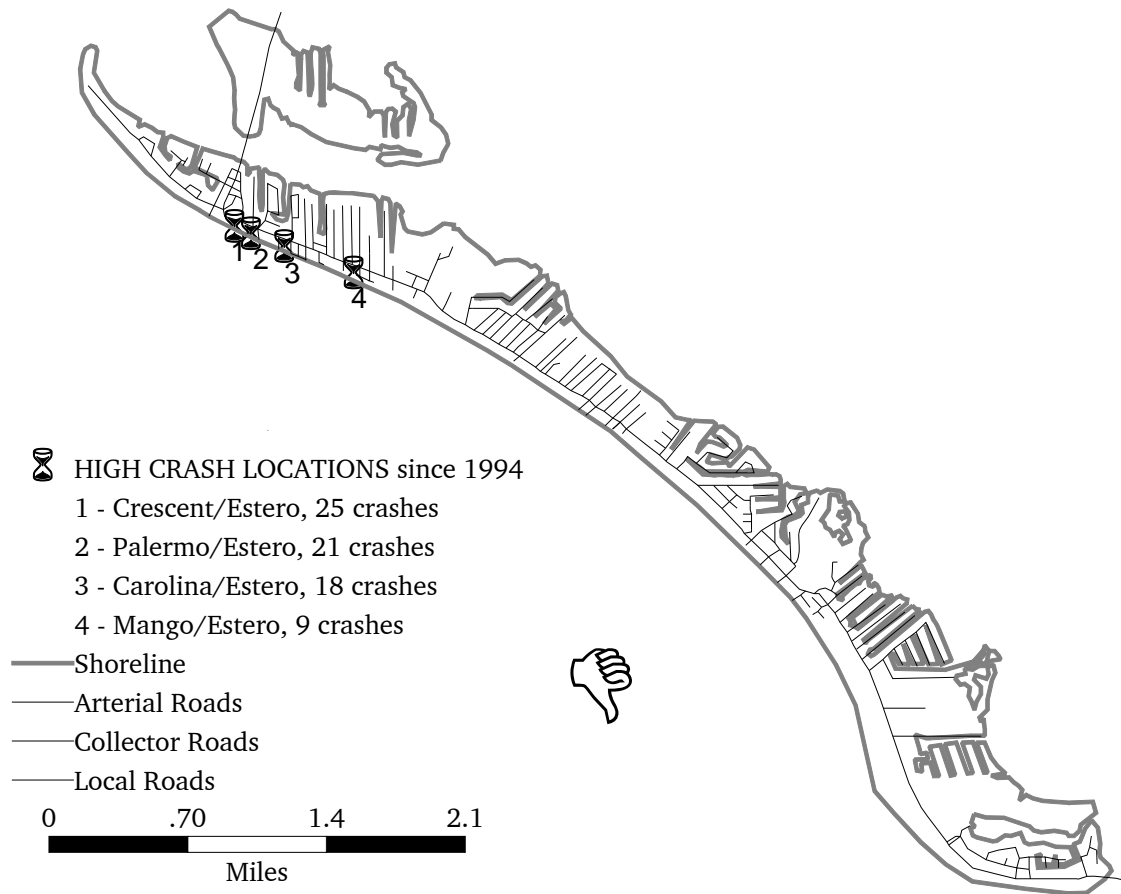 1
2
3
4
HIGH CRASH LOCATIONS since 1994
1 - Crescent/Estero, 25 crashes
2 - Palermo/Estero, 21 crashes
3 - Carolina/Estero, 18 crashes
4 - Mango/Estero, 9 crashes
Shoreline
Arterial Roads
Collector Roads
Local Roads
0 .70 1.4 2.1
Miles